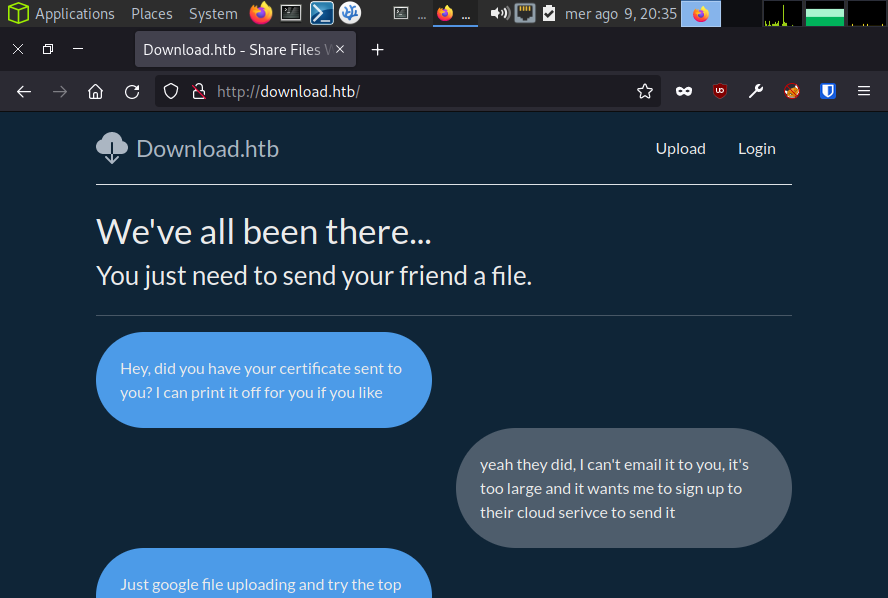 Applications Places System ... ... mer ago 9, 20:35
Download.htb - Share Files W
http://download.htb/
Download.htb Upload Login
We've all been there...
You just need to send your friend a file.
Hey, did you have your certificate sent to
you? I can print it off for you if you like
yeah they did, I can't email it to you, it's
too large and it wants me to sign up to
their cloud serivce to send it
Just google file uploading and try the top